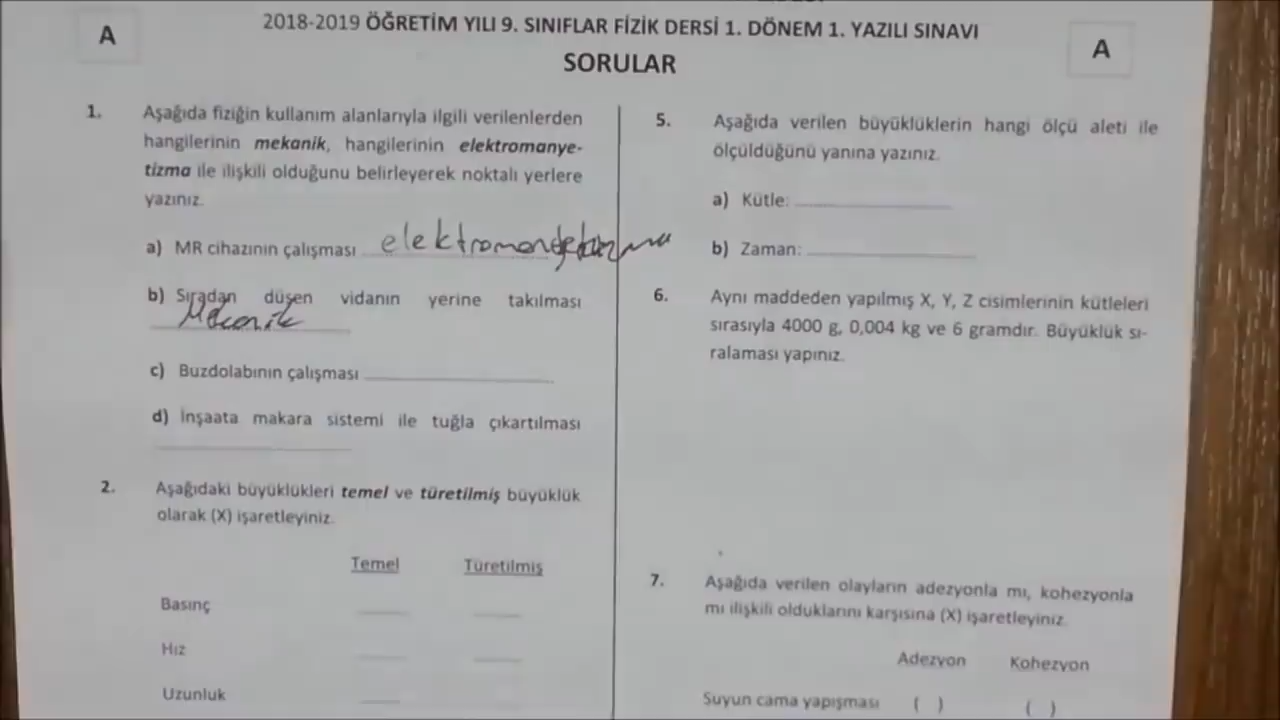 A
2018-2019 ÖĞRETİM YILI 9. SINIFLAR FİZİK DERSİ 1. DÖNEM 1. YAZILI SINAVI
A
SORULAR
1. Aşağıda fiziğin kullanım alanlarıyla ilgili verilenlerden
hangilerinin mekanik, hangilerinin elektromanye-
tizma ile ilişkili olduğunu belirleyerek noktalı yerlere
yazınız.
a) MR cihazının çalışması
b) Sıradan düşen vidanın yerine takılması
Mekanik
c) Buzdolabının çalışması
d) İnşaata makara sistemi ile tuğla çıkartılması
2. Aşağıdaki büyüklükleri temel ve türetilmiş büyüklük
olarak (X) işaretleyiniz.
Temel Türetilmiş
Basınç
Hız
Uzunluk
5. Aşağıda verilen büyüklüklerin hangi ölçü aleti ile
ölçüldüğünü yanına yazınız.
a) Kütle:
b) Zaman:
6. Aynı maddeden yapılmış X, Y, Z cisimlerinin kütleleri
sırasıyla 4000 g, 0,004 kg ve 6 gramdır. Büyüklük sı-
ralaması yapınız.
7. Aşağıda verilen olayların adezyonla mı, kohezyonla
mı ilişkili olduklarını karşısına (X) işaretleyiniz.
Adezyon Kohezyon
Suyun cama yapışması ( ) ( )